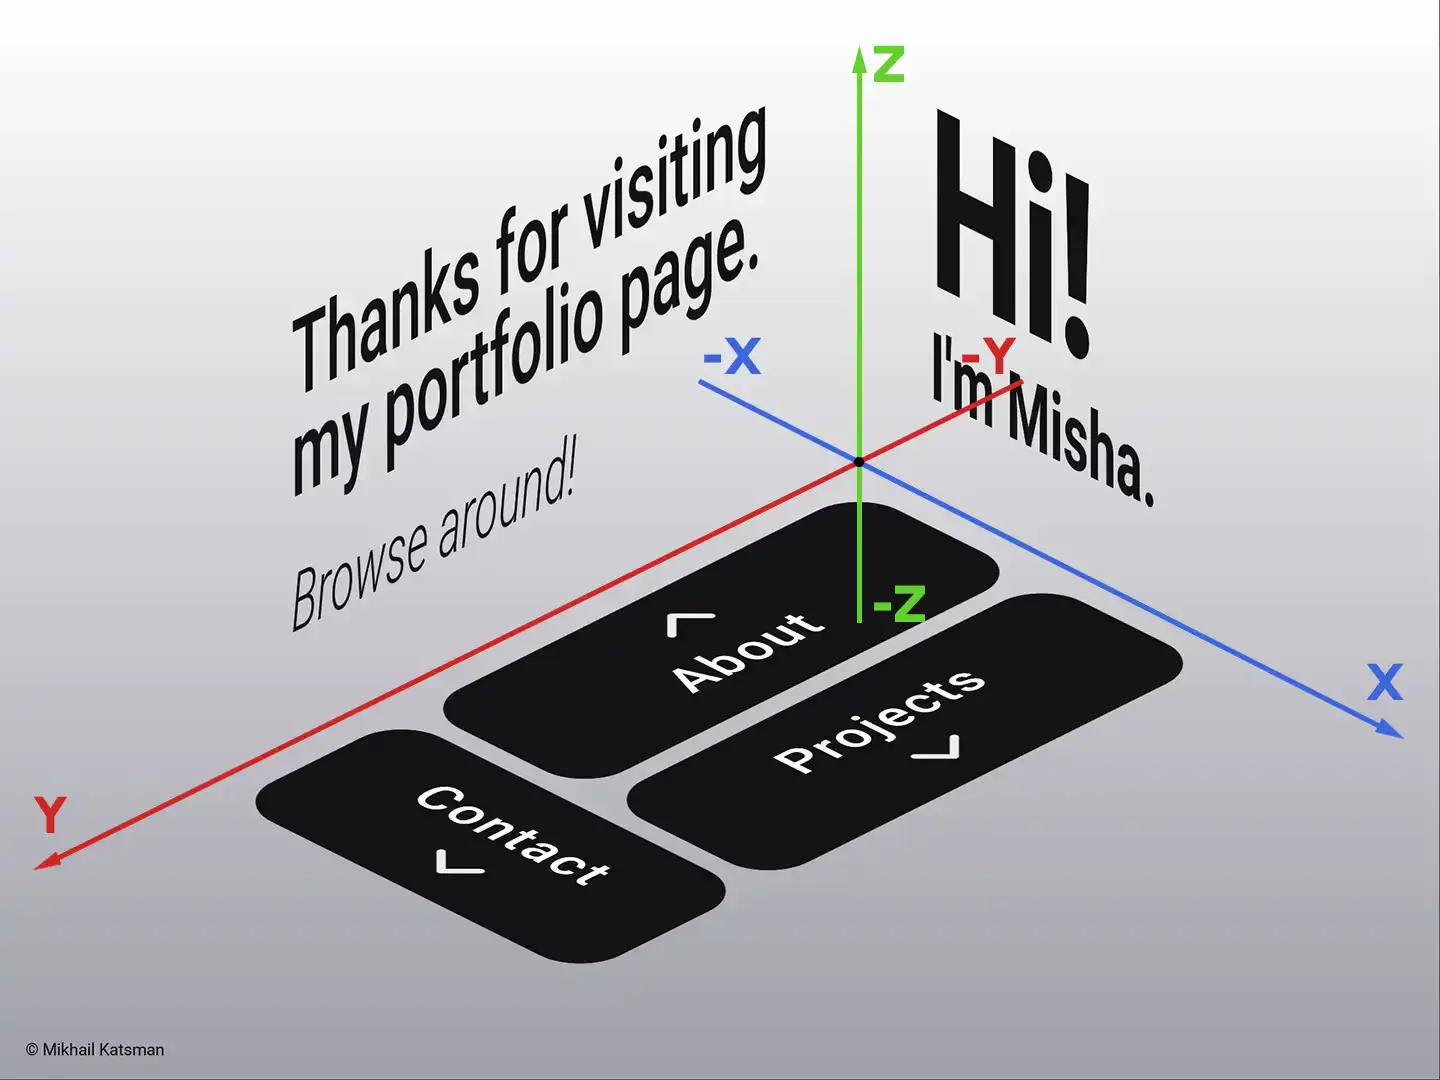 Z
Thanks for visiting
my portfolio page.
Browse around!
Hi!
I'm Misha.
-X
-Y
-Z
X
Y
About
Projects
Contact
© Mikhail Katsman